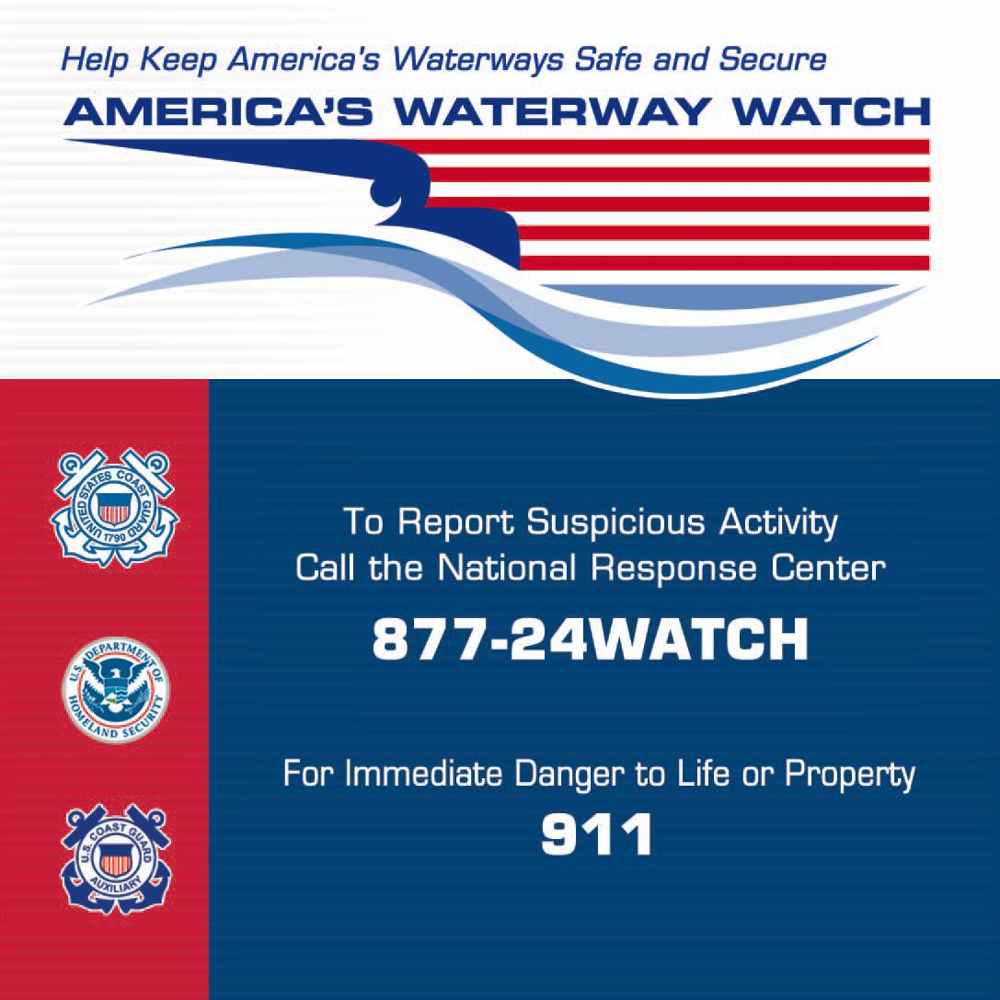 Help Keep America's Waterways Safe and Secure
AMERICA'S WATERWAY WATCH
UNITED STATES COAST GUARD
1790
To Report Suspicious Activity
Call the National Response Center
877-24WATCH
U.S. DEPARTMENT OF
HOMELAND SECURITY
For Immediate Danger to Life or Property
911
U.S. COAST GUARD
AUXILIARY